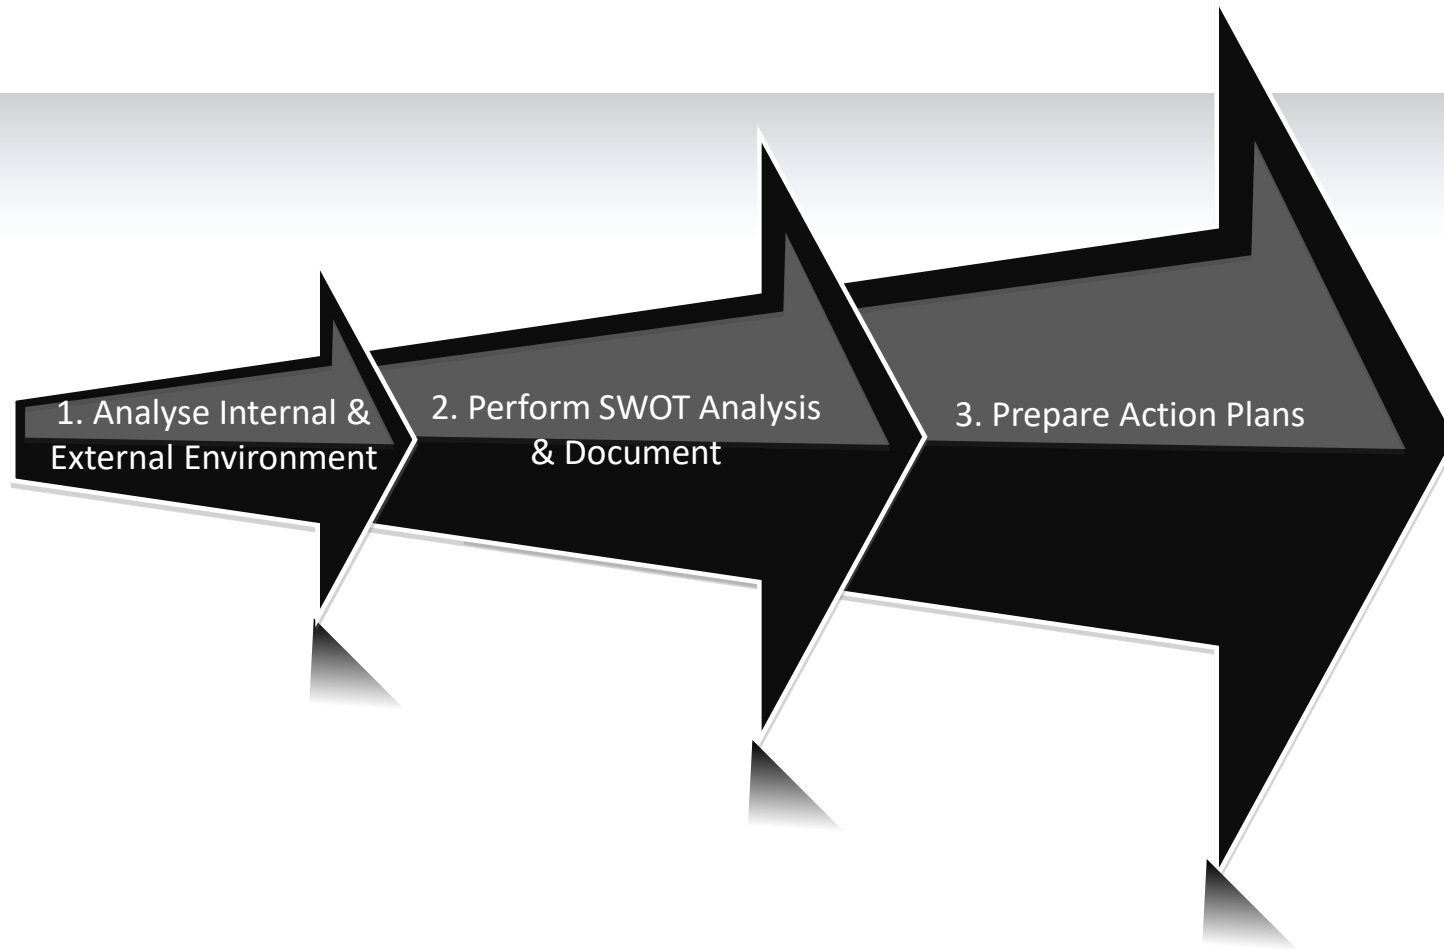 1. Analyse Internal &
External Environment
2. Perform SWOT Analysis
& Document
3. Prepare Action Plans